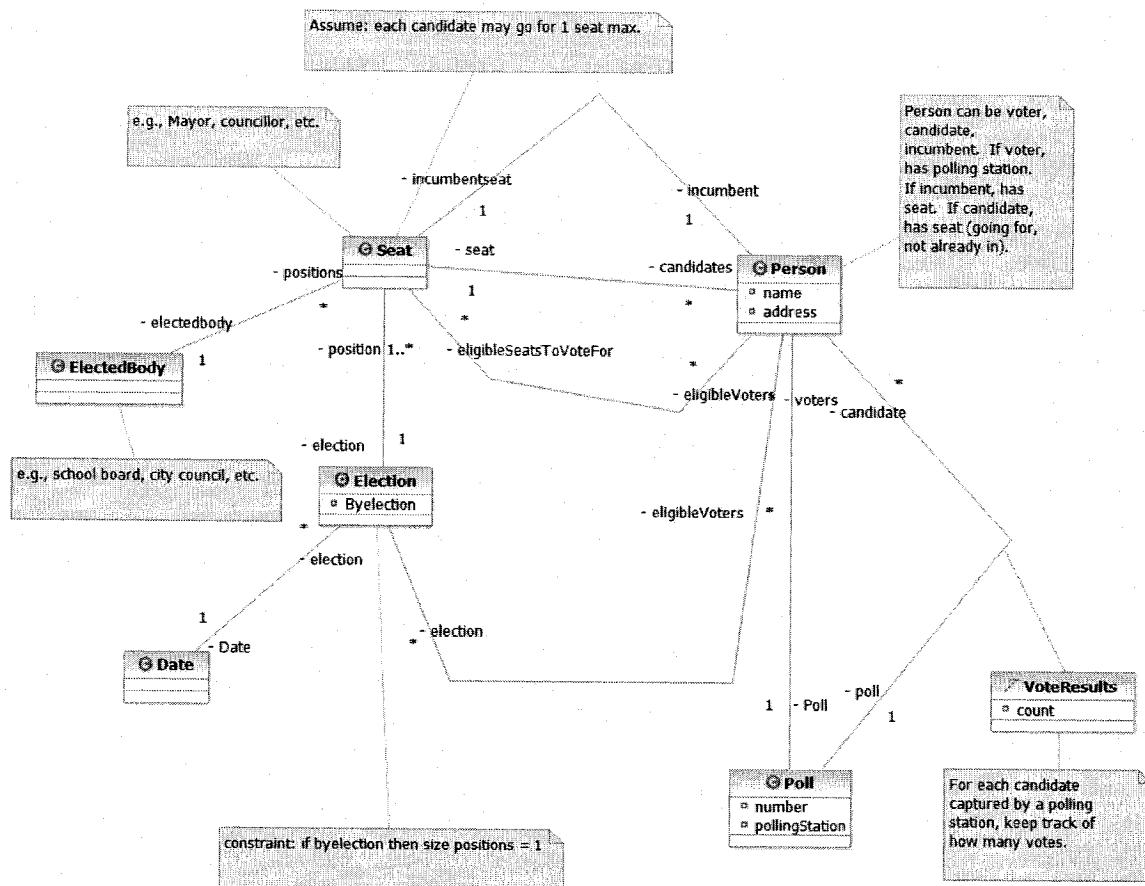 Assume: each candidate may go for 1 seat max.
e.g., Mayor, councillor, etc.
Person can be voter,
candidate,
incumbent. If voter,
has polling station.
If incumbent, has
seat. If candidate,
has seat (going for,
not already in).
- incumbentseat
1
- incumbent
1
Seat
- seat
1
- candidates
*
Person
name
address
- positions
*
- electedbody
1
ElectedBody
- position 1..*
*
- eligibleSeatsToVoteFor
*
- eligibleVoters
*
- voters
*
- candidate
e.g., school board, city council, etc.
- election
1
Election
Byelection
- eligibleVoters
*
*
- election
1
- Date
Date
*
- election
1
- Poll
- poll
1
VoteResults
count
Poll
number
pollingStation
For each candidate
captured by a polling
station, keep track of
how many votes.
constraint: if byelection then size positions = 1